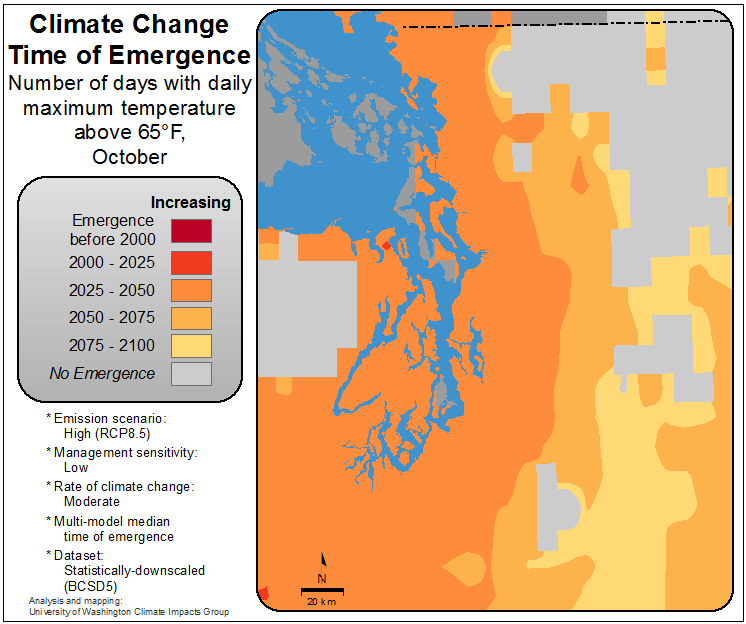 Climate Change
Time of Emergence
Number of days with daily
maximum temperature
above 65°F,
October
Increasing
Emergence
before 2000
2000 - 2025
2025 - 2050
2050 - 2075
2075 - 2100
No Emergence
* Emission scenario:
High (RCP8.5)
* Management sensitivity:
Low
* Rate of climate change:
Moderate
* Multi-model median
time of emergence
* Dataset:
Statistically-downscaled
(BCSD5)
Analysis and mapping:
University of Washington Climate Impacts Group
N
20 km